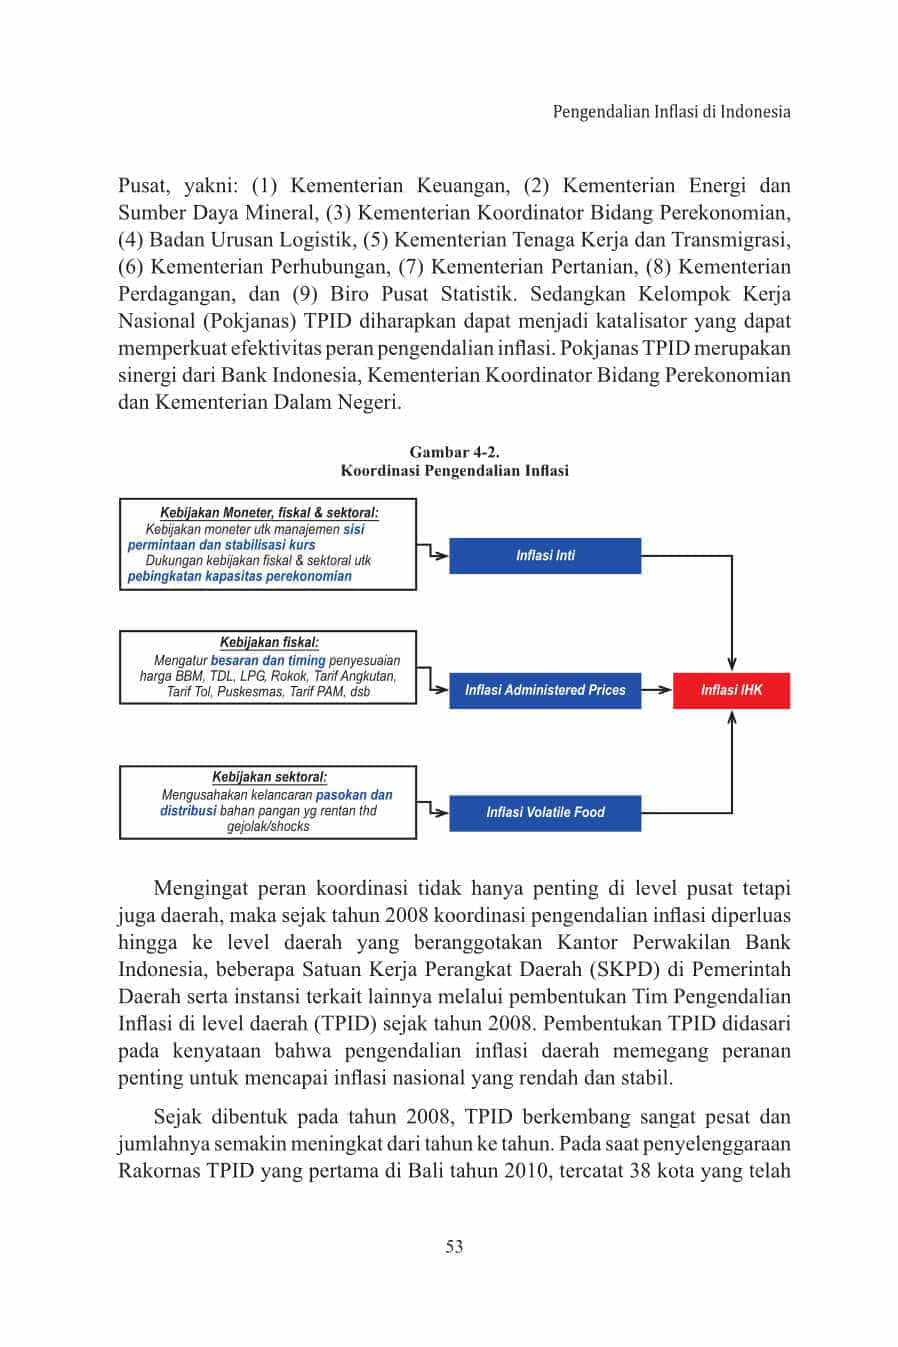 Pengendalian Inflasi di Indonesia
Pusat, yakni: (1) Kementerian Keuangan, (2) Kementerian Energi dan
Sumber Daya Mineral, (3) Kementerian Koordinator Bidang Perekonomian,
(4) Badan Urusan Logistik, (5) Kementerian Tenaga Kerja dan Transmigrasi,
(6) Kementerian Perhubungan, (7) Kementerian Pertanian, (8) Kementerian
Perdagangan, dan (9) Biro Pusat Statistik. Sedangkan Kelompok Kerja
Nasional (Pokjanas) TPID diharapkan dapat menjadi katalisator yang dapat
memperkuat efektivitas peran pengendalian inflasi. Pokjanas TPID merupakan
sinergi dari Bank Indonesia, Kementerian Koordinator Bidang Perekonomian
dan Kementerian Dalam Negeri.
Gambar 4-2.
Koordinasi Pengendalian Inflasi
Kebijakan Moneter, fiskal & sektoral:
Kebijakan moneter utk manajemen sisi
permintaan dan stabilisasi kurs
Dukungan kebijakan fiskal & sektoral utk
pebingkatan kapasitas perekonomian
Inflasi Inti
Kebijakan fiskal:
Mengatur besaran dan timing penyesuaian
harga BBM, TDL, LPG, Rokok, Tarif Angkutan,
Tarif Tol, Puskesmas, Tarif PAM, dsb
Inflasi Administered Prices
Inflasi IHK
Kebijakan sektoral:
Mengusahakan kelancaran pasokan dan
distribusi bahan pangan yg rentan thd
gejolak/shocks
Inflasi Volatile Food
Mengingat peran koordinasi tidak hanya penting di level pusat tetapi
juga daerah, maka sejak tahun 2008 koordinasi pengendalian inflasi diperluas
hingga ke level daerah yang beranggotakan Kantor Perwakilan Bank
Indonesia, beberapa Satuan Kerja Perangkat Daerah (SKPD) di Pemerintah
Daerah serta instansi terkait lainnya melalui pembentukan Tim Pengendalian
Inflasi di level daerah (TPID) sejak tahun 2008. Pembentukan TPID didasari
pada kenyataan bahwa pengendalian inflasi daerah memegang peranan
penting untuk mencapai inflasi nasional yang rendah dan stabil.
Sejak dibentuk pada tahun 2008, TPID berkembang sangat pesat dan
jumlahnya semakin meningkat dari tahun ke tahun. Pada saat penyelenggaraan
Rakornas TPID yang pertama di Bali tahun 2010, tercatat 38 kota yang telah
53